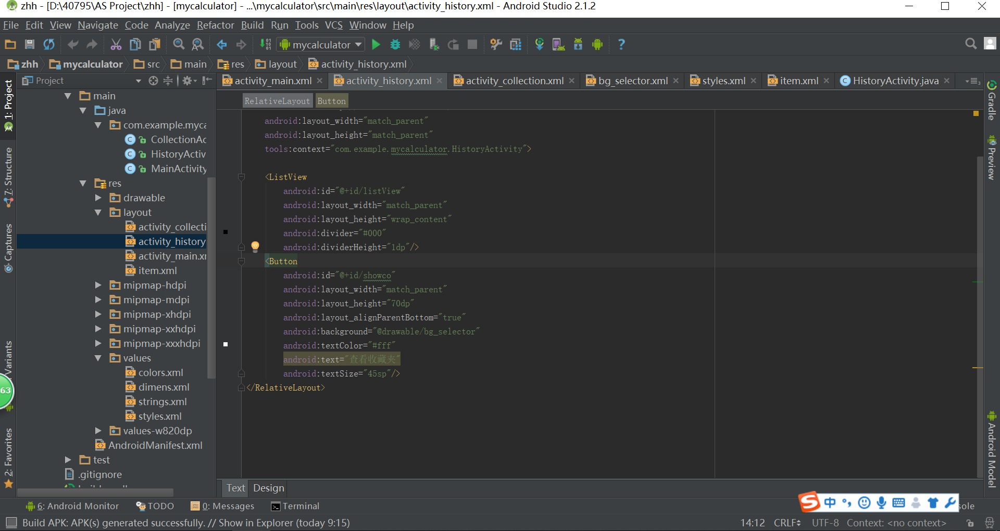 zhh - [D:\40795\AS Project\zhh] - [mycalculator] - ...\mycalculator\src\main\res\layout\activity_history.xml - Android Studio 2.1.2
File Edit View Navigate Code Analyze Refactor Build Run Tools VCS Window Help
mycalculator
zhh mycalculator src main res layout activity_history.xml
Project
activity_main.xml activity_history.xml activity_collection.xml bg_selector.xml styles.xml item.xml HistoryActivity.java
RelativeLayout Button
1: Project
7: Structure
Captures
Variants
2: Favorites
63
main
java
com.example.myca
CollectionAc
HistoryActiv
MainActivity
res
drawable
layout
activity_collecti
activity_history
activity_main.x
item.xml
mipmap-hdpi
mipmap-mdpi
mipmap-xhdpi
mipmap-xxhdpi
mipmap-xxxhdpi
values
colors.xml
dimens.xml
strings.xml
styles.xml
values-w820dp
AndroidManifest.xml
test
.gitignore
android:layout_width="match_parent"
android:layout_height="match_parent"
tools:context="com.example.mycalculator.HistoryActivity">
<ListView
android:id="@+id/listView"
android:layout_width="match_parent"
android:layout_height="wrap_content"
android:divider="#000"
android:dividerHeight="1dp"/>
<Button
android:id="@+id/showco"
android:layout_width="match_parent"
android:layout_height="70dp"
android:layout_alignParentBottom="true"
android:background="@drawable/bg_selector"
android:textColor="#fff"
android:text="查看收藏夹"
android:textSize="45sp"/>
</RelativeLayout>
Gradle
Preview
Android Model
Text Design
6: Android Monitor TODO 0: Messages Terminal
中
sole
Build APK: APK(s) generated successfully. // Show in Explorer (today 9:15)
14:12 CRLF UTF-8 Context: <no context>